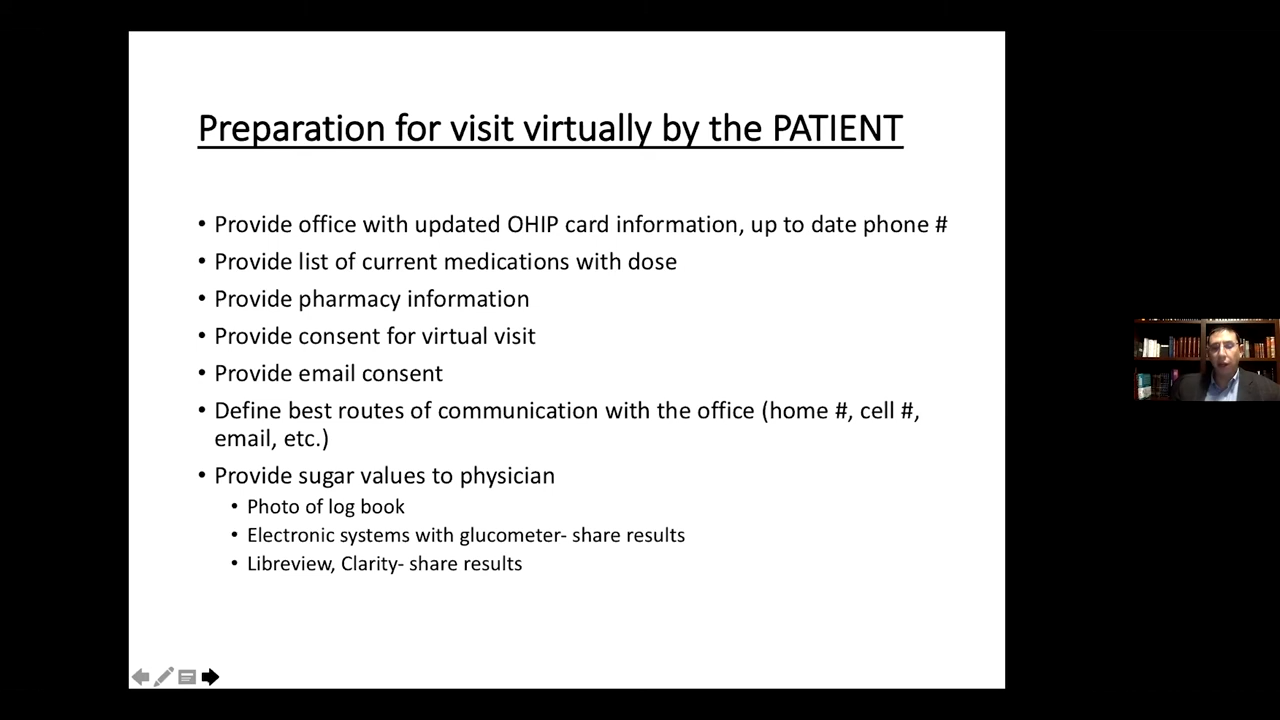 Preparation for visit virtually by the PATIENT
• Provide office with updated OHIP card information, up to date phone #
• Provide list of current medications with dose
• Provide pharmacy information
• Provide consent for virtual visit
• Provide email consent
• Define best routes of communication with the office (home #, cell #,
email, etc.)
• Provide sugar values to physician
• Photo of log book
• Electronic systems with glucometer- share results
• Libreview, Clarity- share results